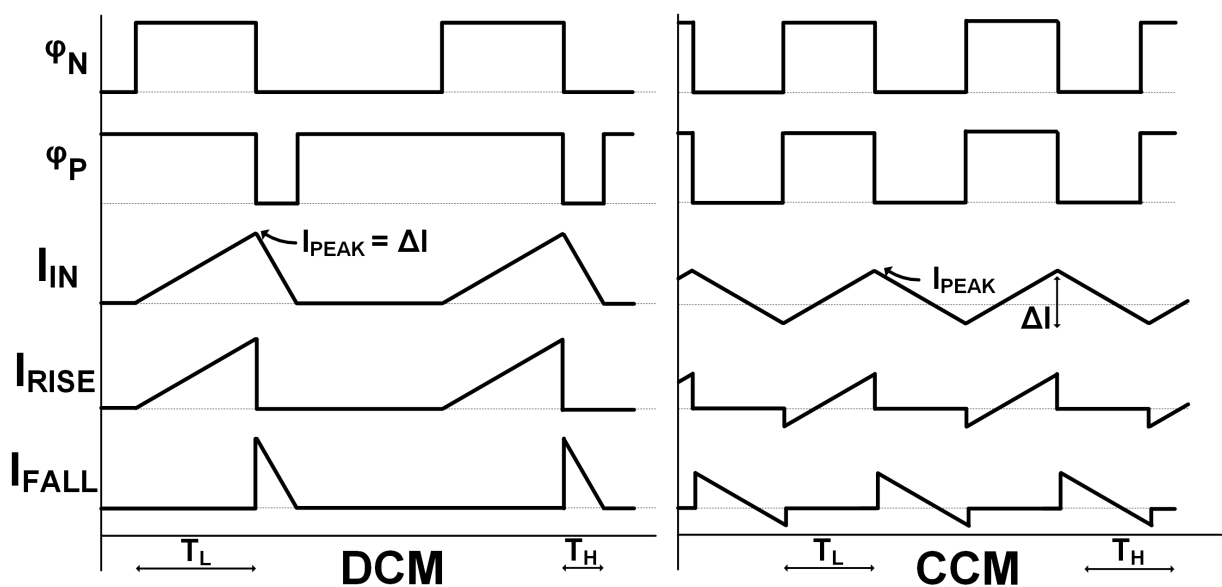 φN
φP
IIN
IPEAK = ΔI
IPEAK
ΔI
IRISE
IFALL
TL
DCM
TH
TL
CCM
TH